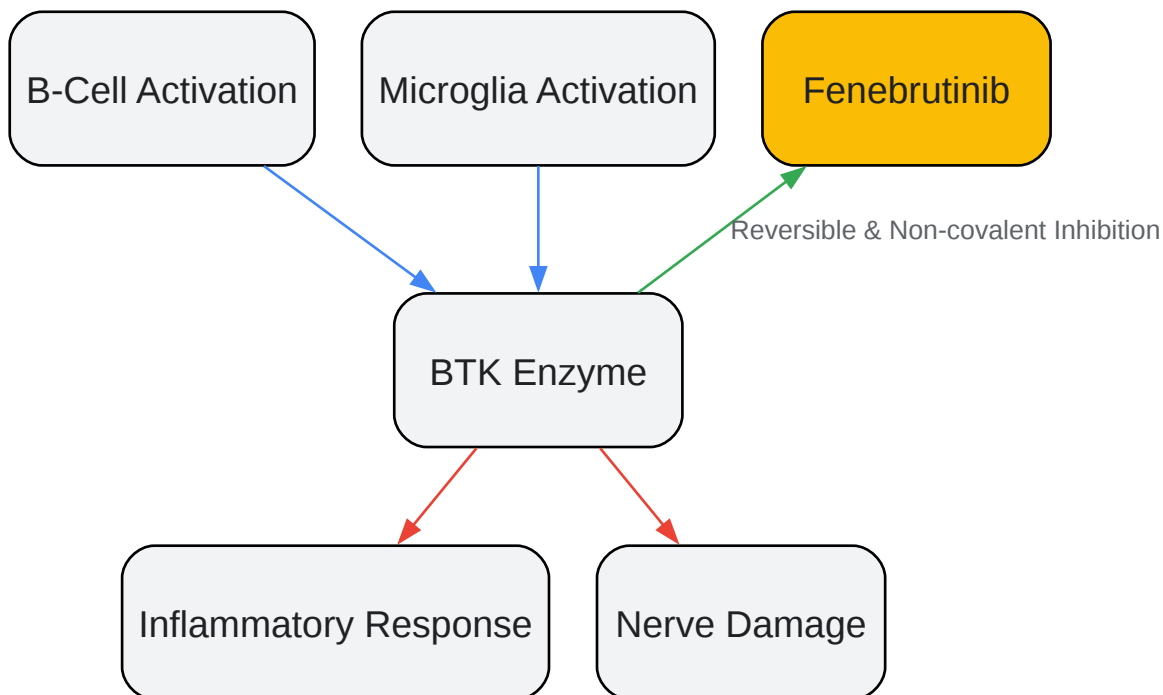 B-Cell Activation
Microglia Activation
Fenebrutinib
Reversible & Non-covalent Inhibition
BTK Enzyme
Inflammatory Response
Nerve Damage